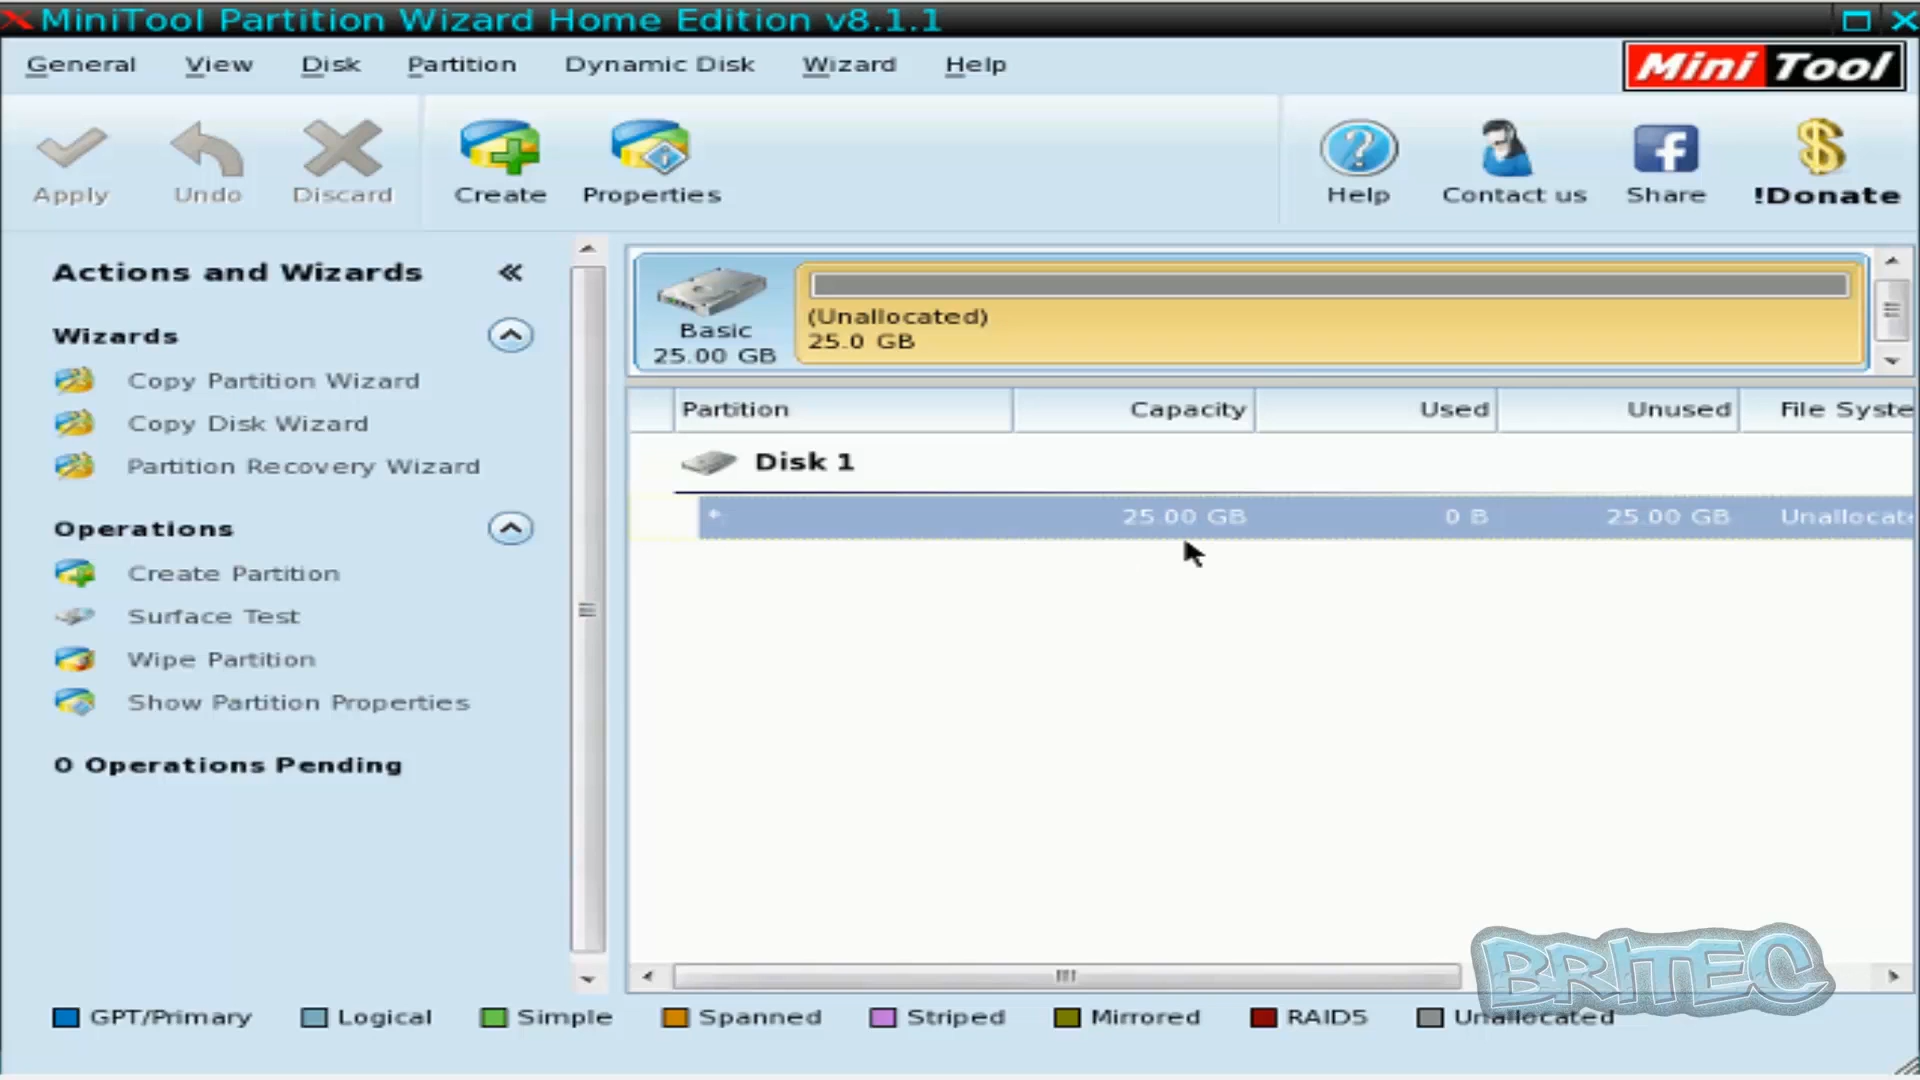 MiniTool Partition Wizard Home Edition v8.1.1
General View Disk Partition Dynamic Disk Wizard Help
Mini Tool
Apply Undo Discard Create Properties Help Contact us Share !Donate
Actions and Wizards
Wizards
Copy Partition Wizard
Copy Disk Wizard
Partition Recovery Wizard
Operations
Create Partition
Surface Test
Wipe Partition
Show Partition Properties
0 Operations Pending
Basic
25.00 GB
(Unallocated)
25.0 GB
Partition Capacity Used Unused File Syste
Disk 1
* 25.00 GB 0 B 25.00 GB Unallocate
BRITEC
GPT/Primary Logical Simple Spanned Striped Mirrored RAID5 Unallocated